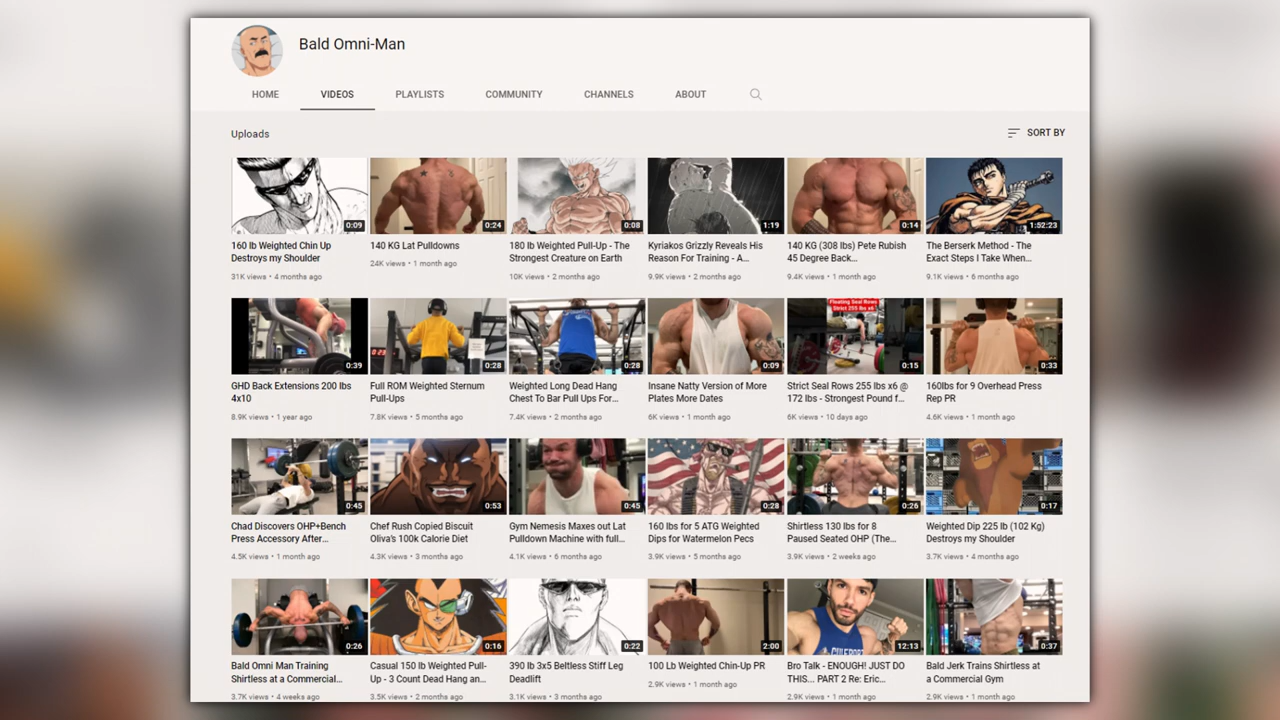 Bald Omni-Man
HOME VIDEOS PLAYLISTS COMMUNITY CHANNELS ABOUT
Uploads SORT BY
0:09 0:24 0:08 1:19 0:14 1:52:23
160 lb Weighted Chin Up
Destroys my Shoulder
31K views • 4 months ago
140 KG Lat Pulldowns
24K views • 1 month ago
180 lb Weighted Pull-Up - The
Strongest Creature on Earth
10K views • 2 months ago
Kyriakos Grizzly Reveals His
Reason For Training - A...
9.9K views • 2 months ago
140 KG (308 lbs) Pete Rubish
45 Degree Back...
9.4K views • 1 month ago
The Berserk Method - The
Exact Steps I Take When...
9.1K views • 6 months ago
Floating Seal Rows
Strict 255 lbs x6
0:39 0:28 0:28 0:09 0:15 0:33
GHD Back Extensions 200 lbs
4x10
8.9K views • 1 year ago
Full ROM Weighted Sternum
Pull-Ups
7.8K views • 5 months ago
Weighted Long Dead Hang
Chest To Bar Pull Ups For...
7.4K views • 2 months ago
Insane Natty Version of More
Plates More Dates
6K views • 1 month ago
Strict Seal Rows 255 lbs x6 @
172 lbs - Strongest Pound f...
6K views • 10 days ago
160lbs for 9 Overhead Press
Rep PR
4.6K views • 1 month ago
0:45 0:53 0:45 0:28 0:26 0:17
Chad Discovers OHP+Bench
Press Accessory After...
4.5K views • 1 month ago
Chef Rush Copied Biscuit
Oliva's 100k Calorie Diet
4.3K views • 3 months ago
Gym Nemesis Maxes out Lat
Pulldown Machine with full...
4.1K views • 6 months ago
160 lbs for 5 ATG Weighted
Dips for Watermelon Pecs
3.9K views • 5 months ago
Shirtless 130 lbs for 8
Paused Seated OHP (The...
3.9K views • 2 weeks ago
Weighted Dip 225 lb (102 Kg)
Destroys my Shoulder
3.7K views • 4 months ago
0:26 0:16 0:22 2:00 12:13 0:37
Bald Omni Man Training
Shirtless at a Commercial...
3.7K views • 4 weeks ago
Casual 150 lb Weighted Pull-
Up - 3 Count Dead Hang an...
3.5K views • 2 months ago
390 lb 3x5 Beltless Stiff Leg
Deadlift
3.1K views • 3 months ago
100 Lb Weighted Chin-Up PR
2.9K views • 1 month ago
Bro Talk - ENOUGH! JUST DO
THIS... PART 2 Re: Eric...
2.9K views • 1 month ago
Bald Jerk Trains Shirtless at
a Commercial Gym
2.9K views • 1 month ago